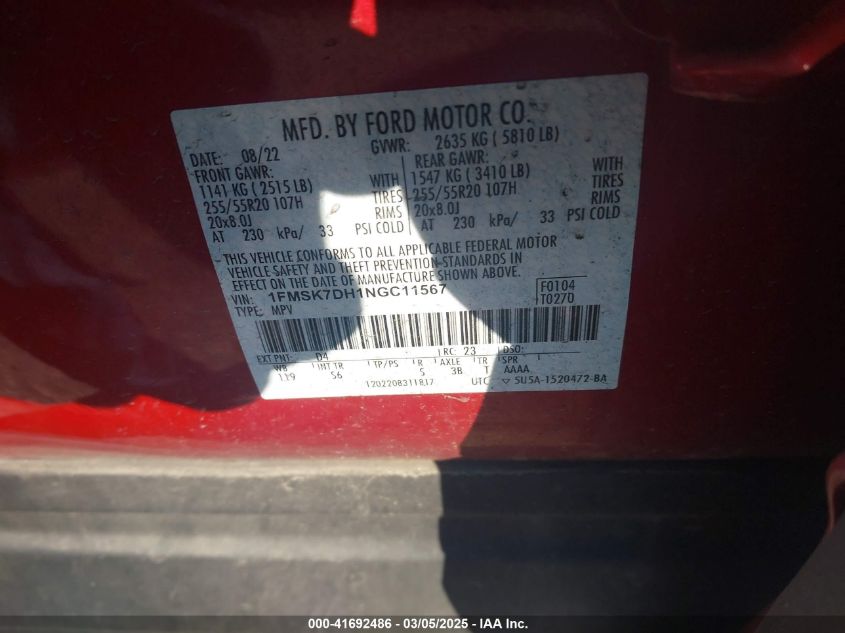 MFD. BY FORD MOTOR CO.
DATE: 08/22 GVWR: 2635 KG ( 5810 LB)
FRONT GAWR: REAR GAWR:
1141 KG ( 2515 LB) WITH 1547 KG ( 3410 LB) WITH
255/55R20 107H TIRES 255/55R20 107H TIRES
20x8.0J RIMS 20x8.0J RIMS
AT 230 kPa/ 33 PSI COLD AT 230 kPa/ 33 PSI COLD
THIS VEHICLE CONFORMS TO ALL APPLICABLE FEDERAL MOTOR
VEHICLE SAFETY AND THEFT PREVENTION STANDARDS IN
EFFECT ON THE DATE OF MANUFACTURE SHOWN ABOVE.
VIN: 1FMSK7DH1NGC11567 F0104
TYPE: MPV T0270
EXT PNT: D4 RC: 23 DSO:
WB INT TR TP/PS R AXLE TR SPR
119 S6 5 3B T AAAA
120220831181​7 UTC ▽ 5U5A-1520472-BA
000-41692486 - 03/05/2025 - IAA Inc.